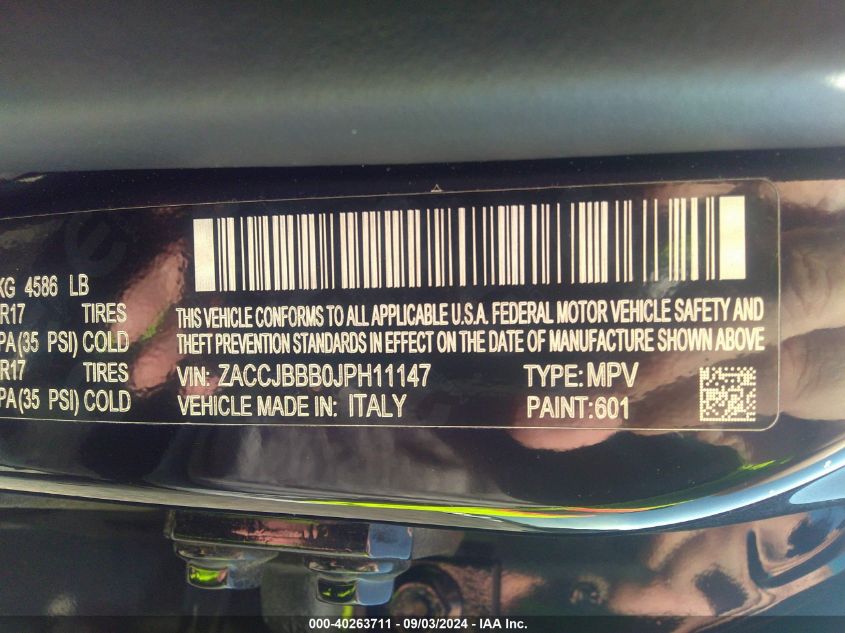 KG 4586 LB
R17 TIRES
PA(35 PSI) COLD
R17 TIRES
PA(35 PSI) COLD
THIS VEHICLE CONFORMS TO ALL APPLICABLE U.S.A. FEDERAL MOTOR VEHICLE SAFETY AND
THEFT PREVENTION STANDARDS IN EFFECT ON THE DATE OF MANUFACTURE SHOWN ABOVE
VIN: ZACCJBBB0JPH11147 TYPE: MPV
VEHICLE MADE IN: ITALY PAINT:601
000-40263711 - 09/03/2024 - IAA Inc.